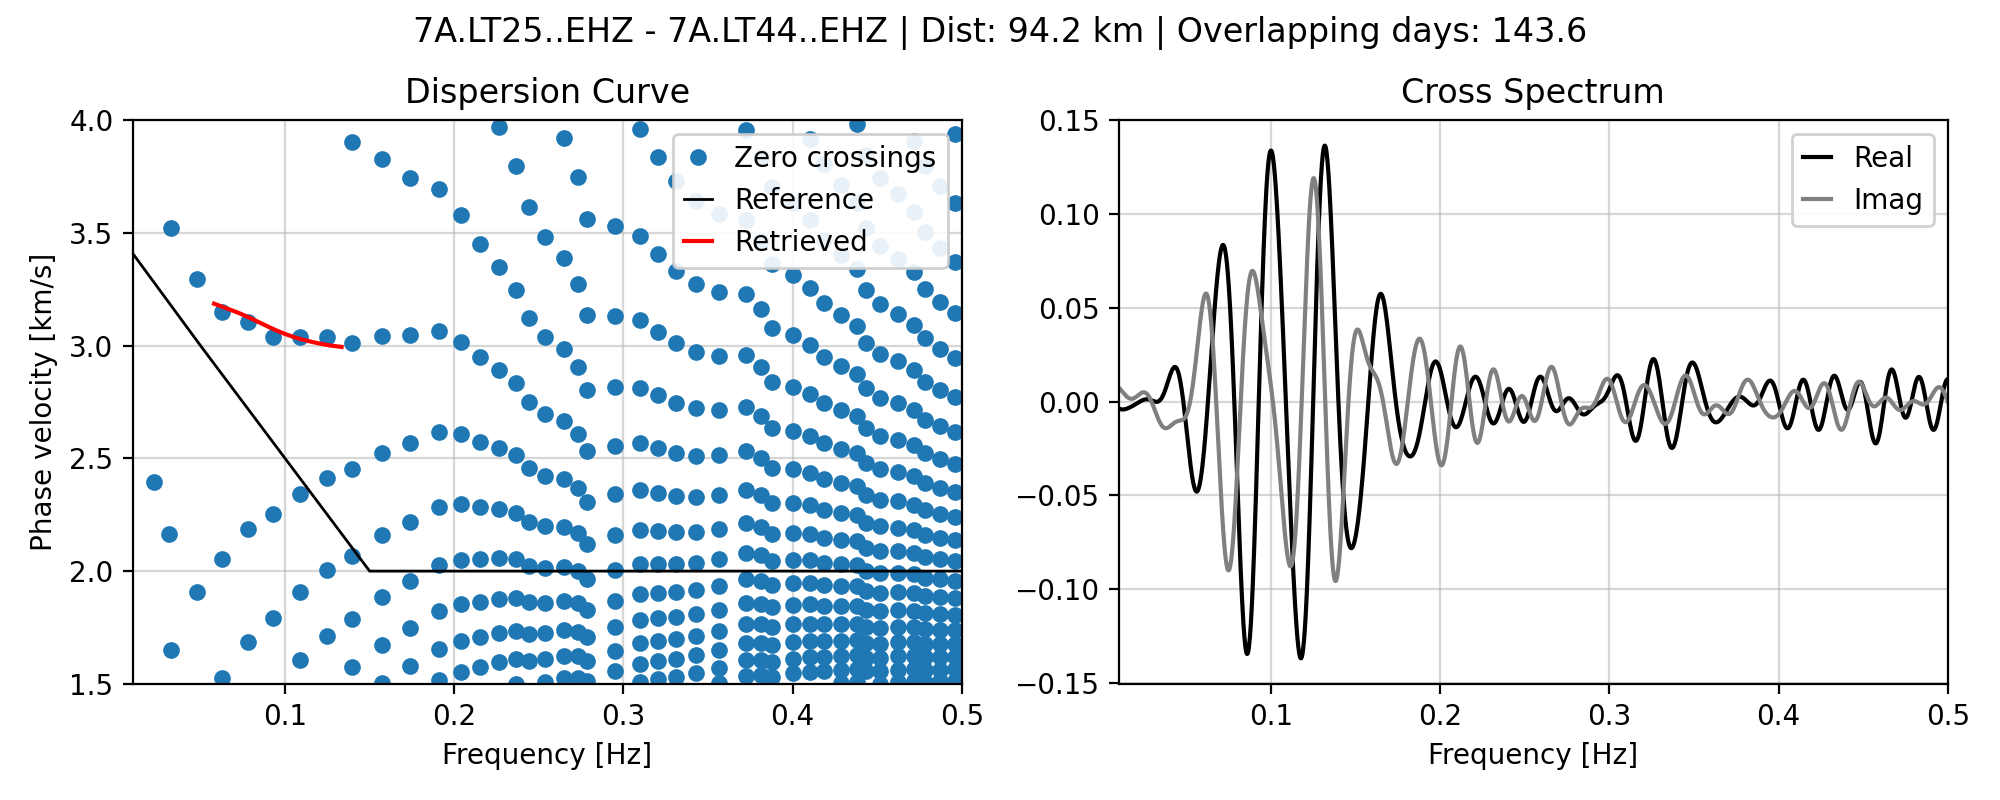 7A.LT25..EHZ - 7A.LT44..EHZ | Dist: 94.2 km | Overlapping days: 143.6
Dispersion Curve
4.0
3.5
3.0
2.5
2.0
1.5
Phase velocity [km/s]
Zero crossings
Reference
Retrieved
0.1 0.2 0.3 0.4 0.5
Frequency [Hz]
Cross Spectrum
0.15
0.10
0.05
0.00
−0.05
−0.10
−0.15
Real
Imag
0.1 0.2 0.3 0.4 0.5
Frequency [Hz]